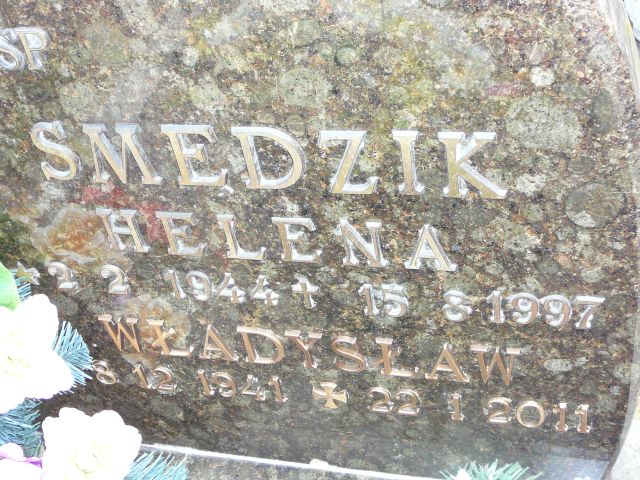 SP
SMEDZIK
HELENA
* 2 2 1944 ✝ 15 8 1997
WŁADYSŁAW
8 12 1941 ✠ 22 1 2011